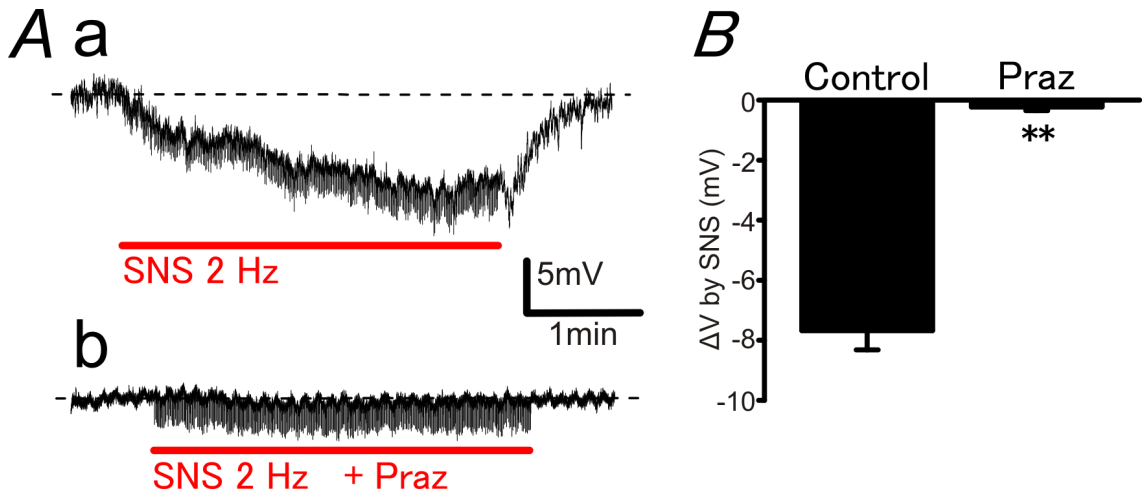 A a
SNS 2 Hz
5mV
1min
b
SNS 2 Hz + Praz
B
Control Praz
0
**
-2
-4
-6
-8
-10
ΔV by SNS (mV)